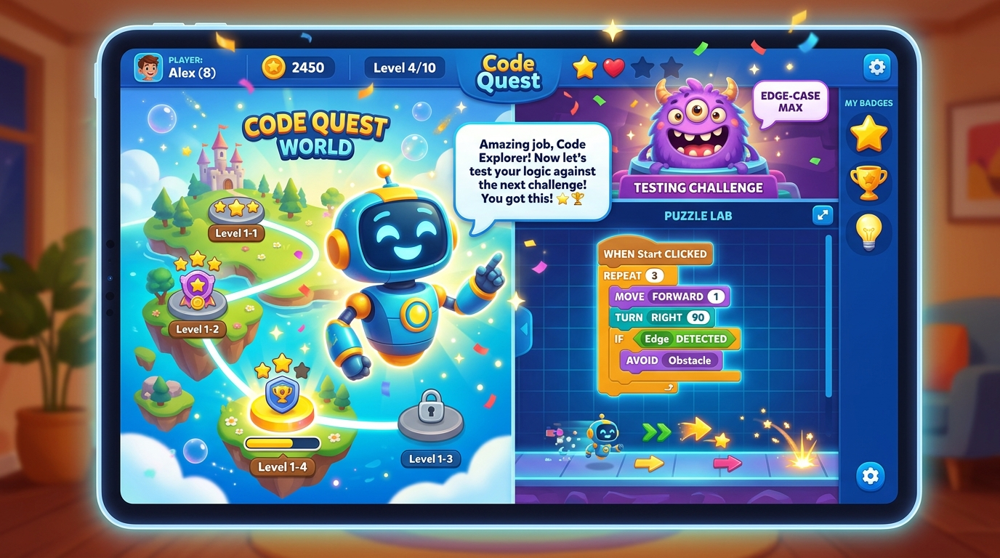 PLAYER:
Alex (8)
2450
Level 4/10
Code
Quest
CODE QUEST
WORLD
Level 1-1
Level 1-2
Level 1-4
Level 1-3
Amazing job, Code
Explorer! Now let's
test your logic against
the next challenge!
You got this! ⭐🏆
EDGE-CASE
MAX
TESTING CHALLENGE
MY BADGES
PUZZLE LAB
WHEN Start CLICKED
REPEAT 3
MOVE FORWARD 1
TURN RIGHT 90
IF Edge DETECTED
AVOID Obstacle